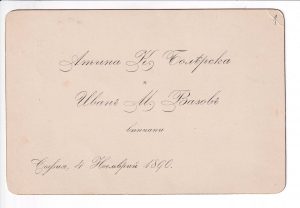 Атина К. Болярска
и
Иванъ М. Вазовъ
вѣнчани
София, 4 Ноемврий 1890.